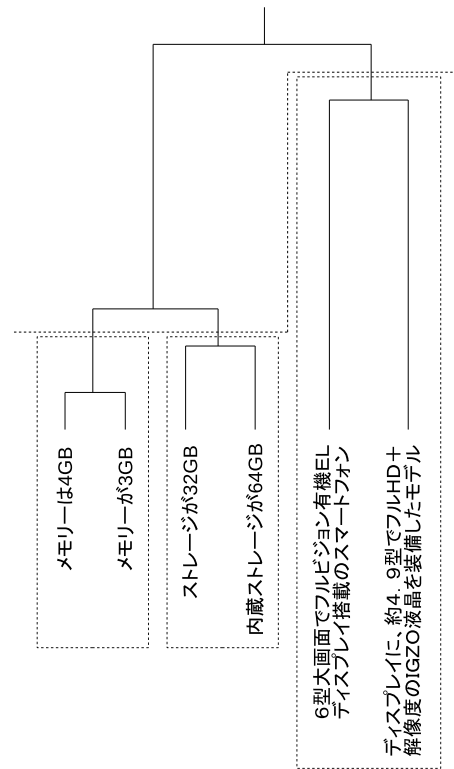 メモリーは4GB
メモリーが3GB
ストレージが32GB
内蔵ストレージが64GB
6型大画面でフルビジョン有機EL
ディスプレイ搭載のスマートフォン
ディスプレイに、約4．9型でフルHD＋
解像度のIGZO液晶を装備したモデル